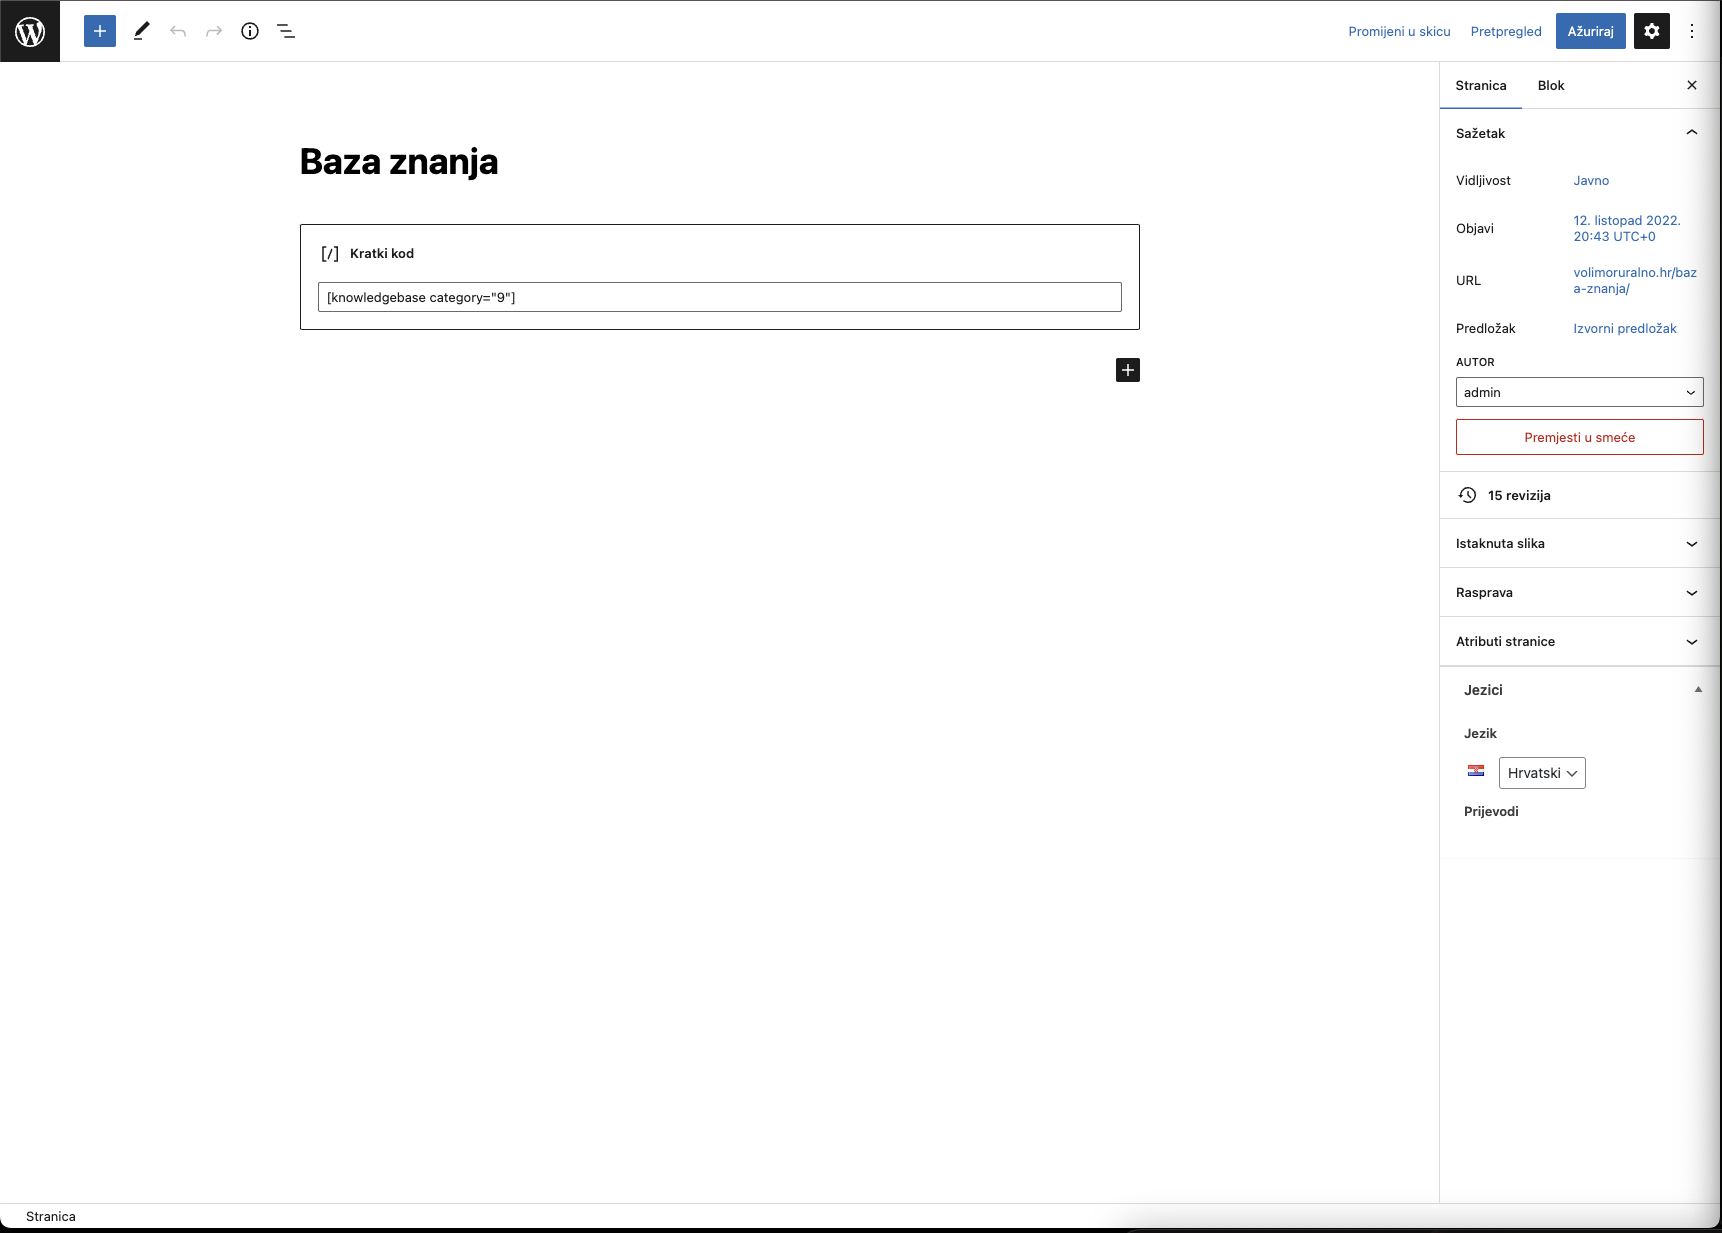 Promijeni u skicu
Pretpregled
Ažuriraj
Baza znanja
[/] Kratki kod
[knowledgebase category="9"]
Stranica
Blok
Sažetak
Vidljivost
Javno
Objavi
12. listopad 2022.
20:43 UTC+0
URL
volimoruralno.hr/baz
a-znanja/
Predložak
Izvorni predložak
AUTOR
admin
Premjesti u smeće
15 revizija
Istaknuta slika
Rasprava
Atributi stranice
Jezici
Jezik
Hrvatski
Prijevodi
Stranica